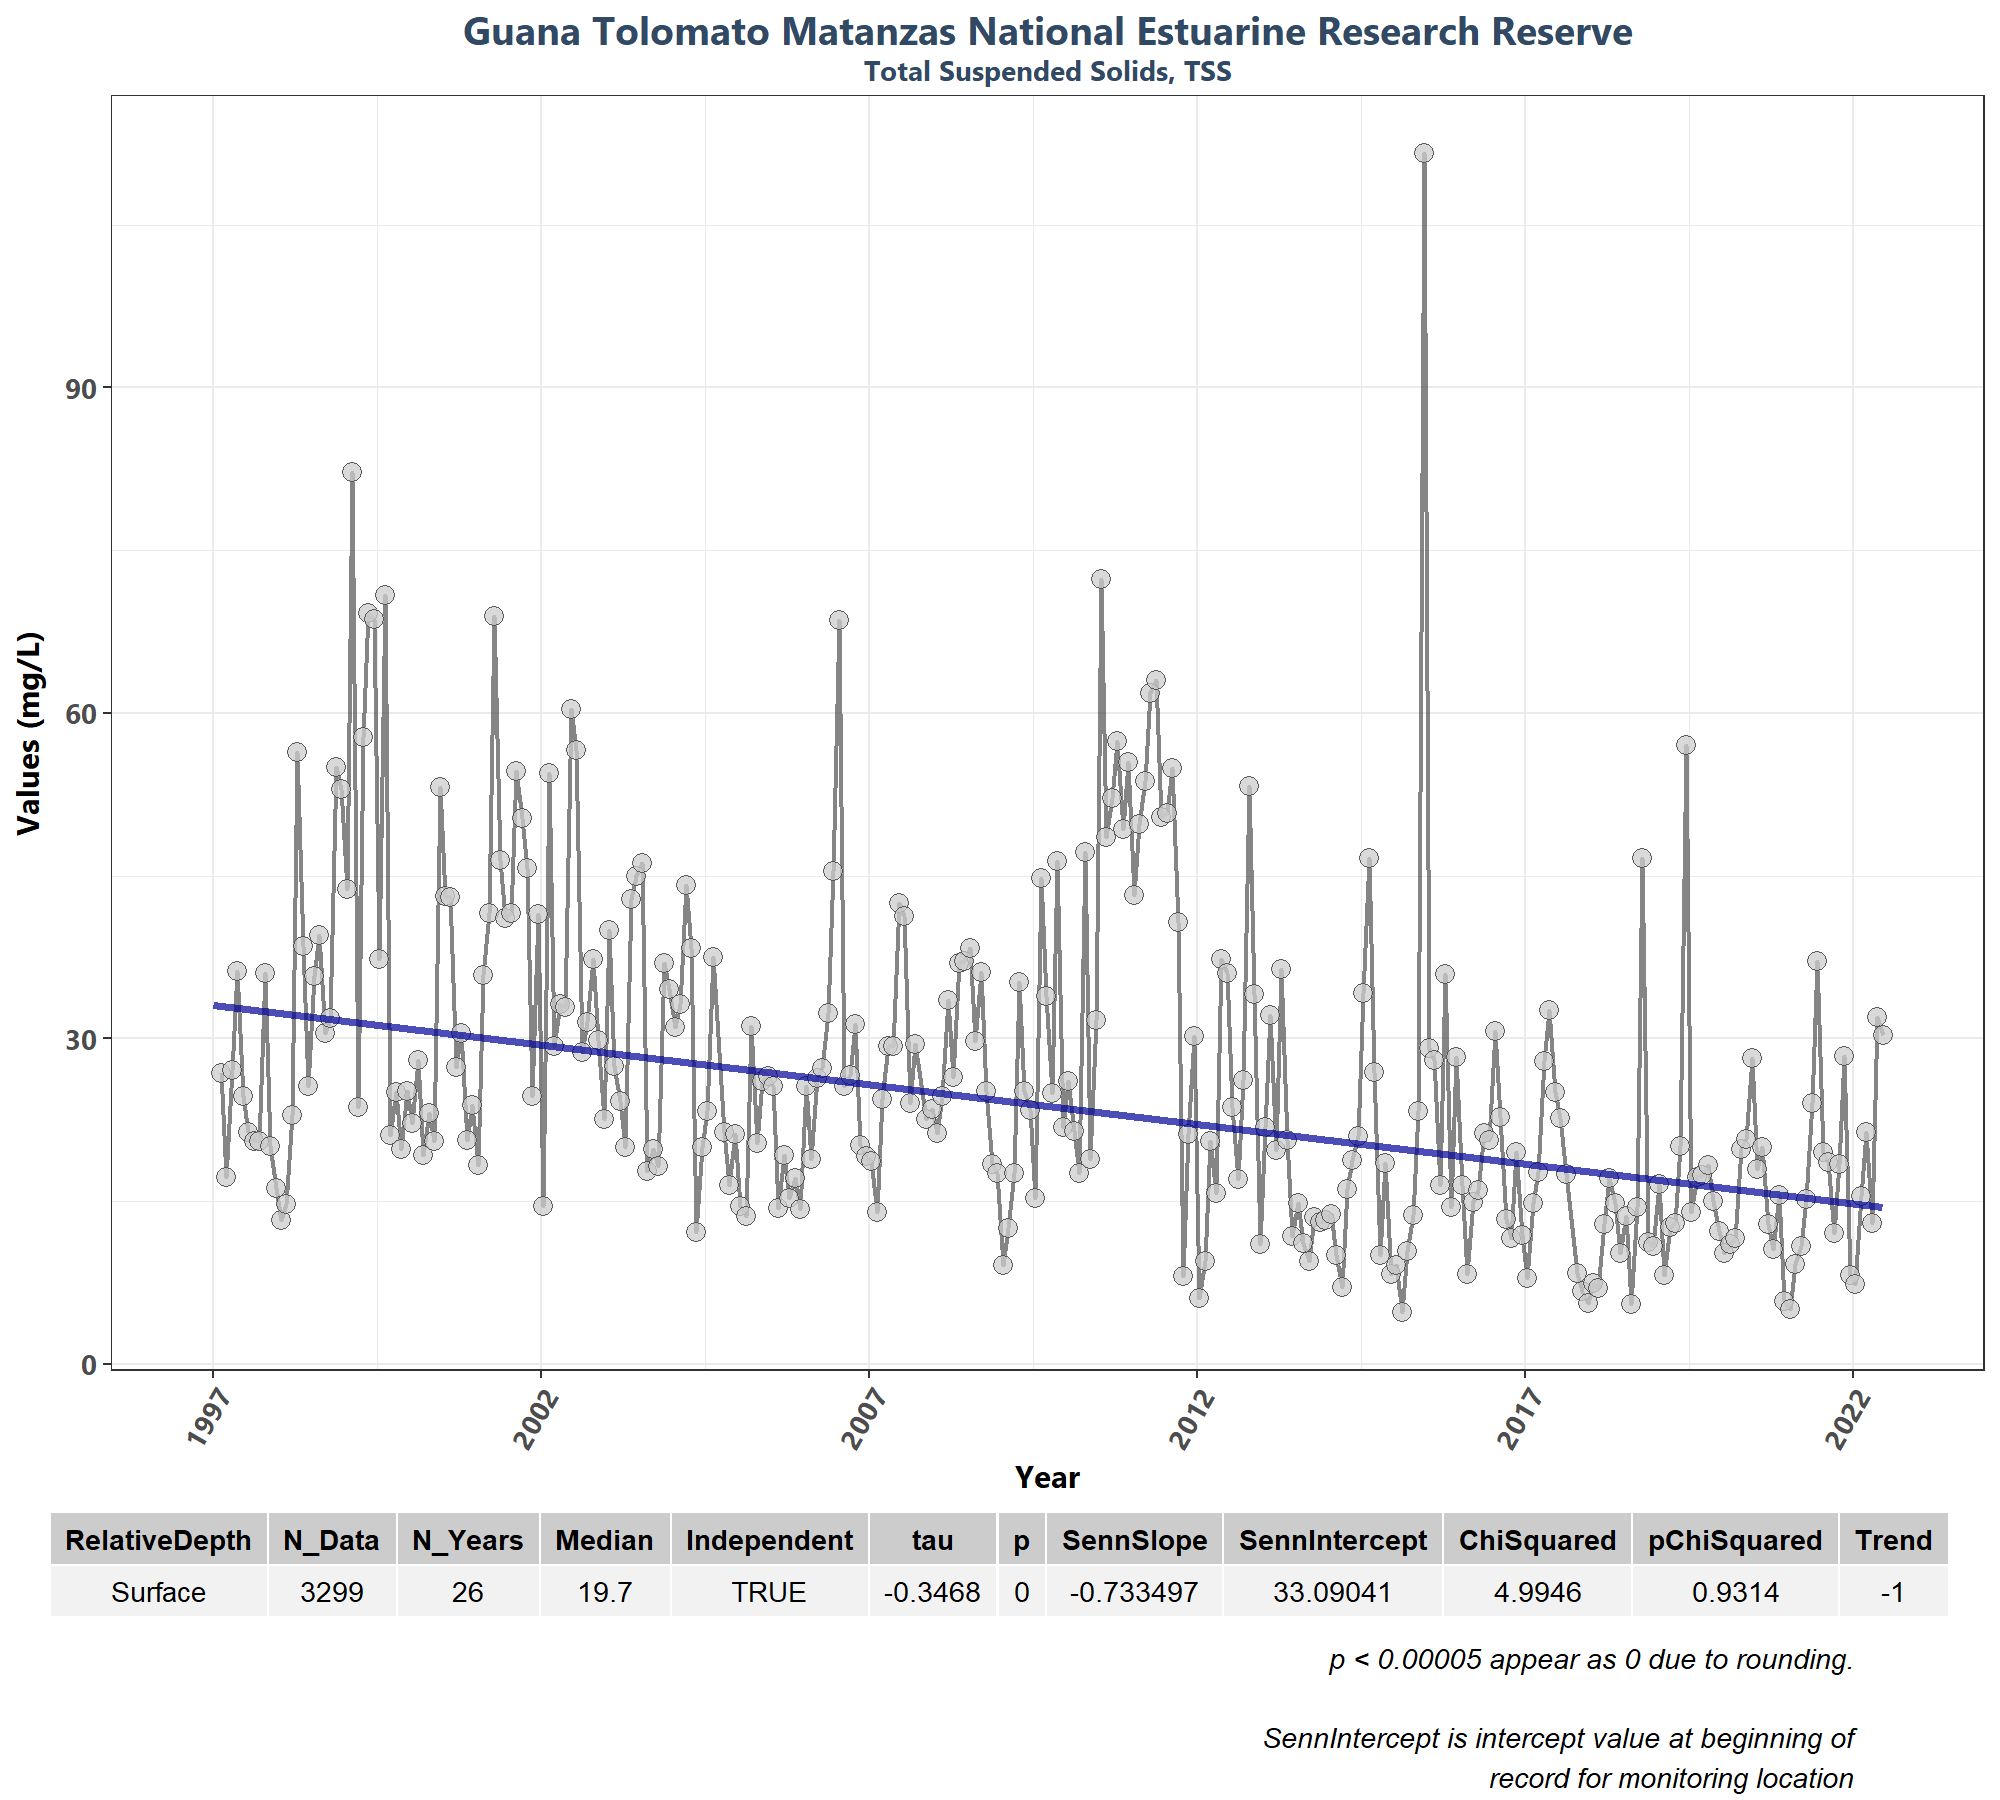 Guana Tolomato Matanzas National Estuarine Research Reserve
Total Suspended Solids, TSS
Values (mg/L)
90
60
30
0
1997 2002 2007 2012 2017 2022
Year
RelativeDepth N_Data N_Years Median Independent tau p SennSlope SennIntercept ChiSquared pChiSquared Trend
Surface 3299 26 19.7 TRUE -0.3468 0 -0.733497 33.09041 4.9946 0.9314 -1
p < 0.00005 appear as 0 due to rounding.
SennIntercept is intercept value at beginning of
record for monitoring location